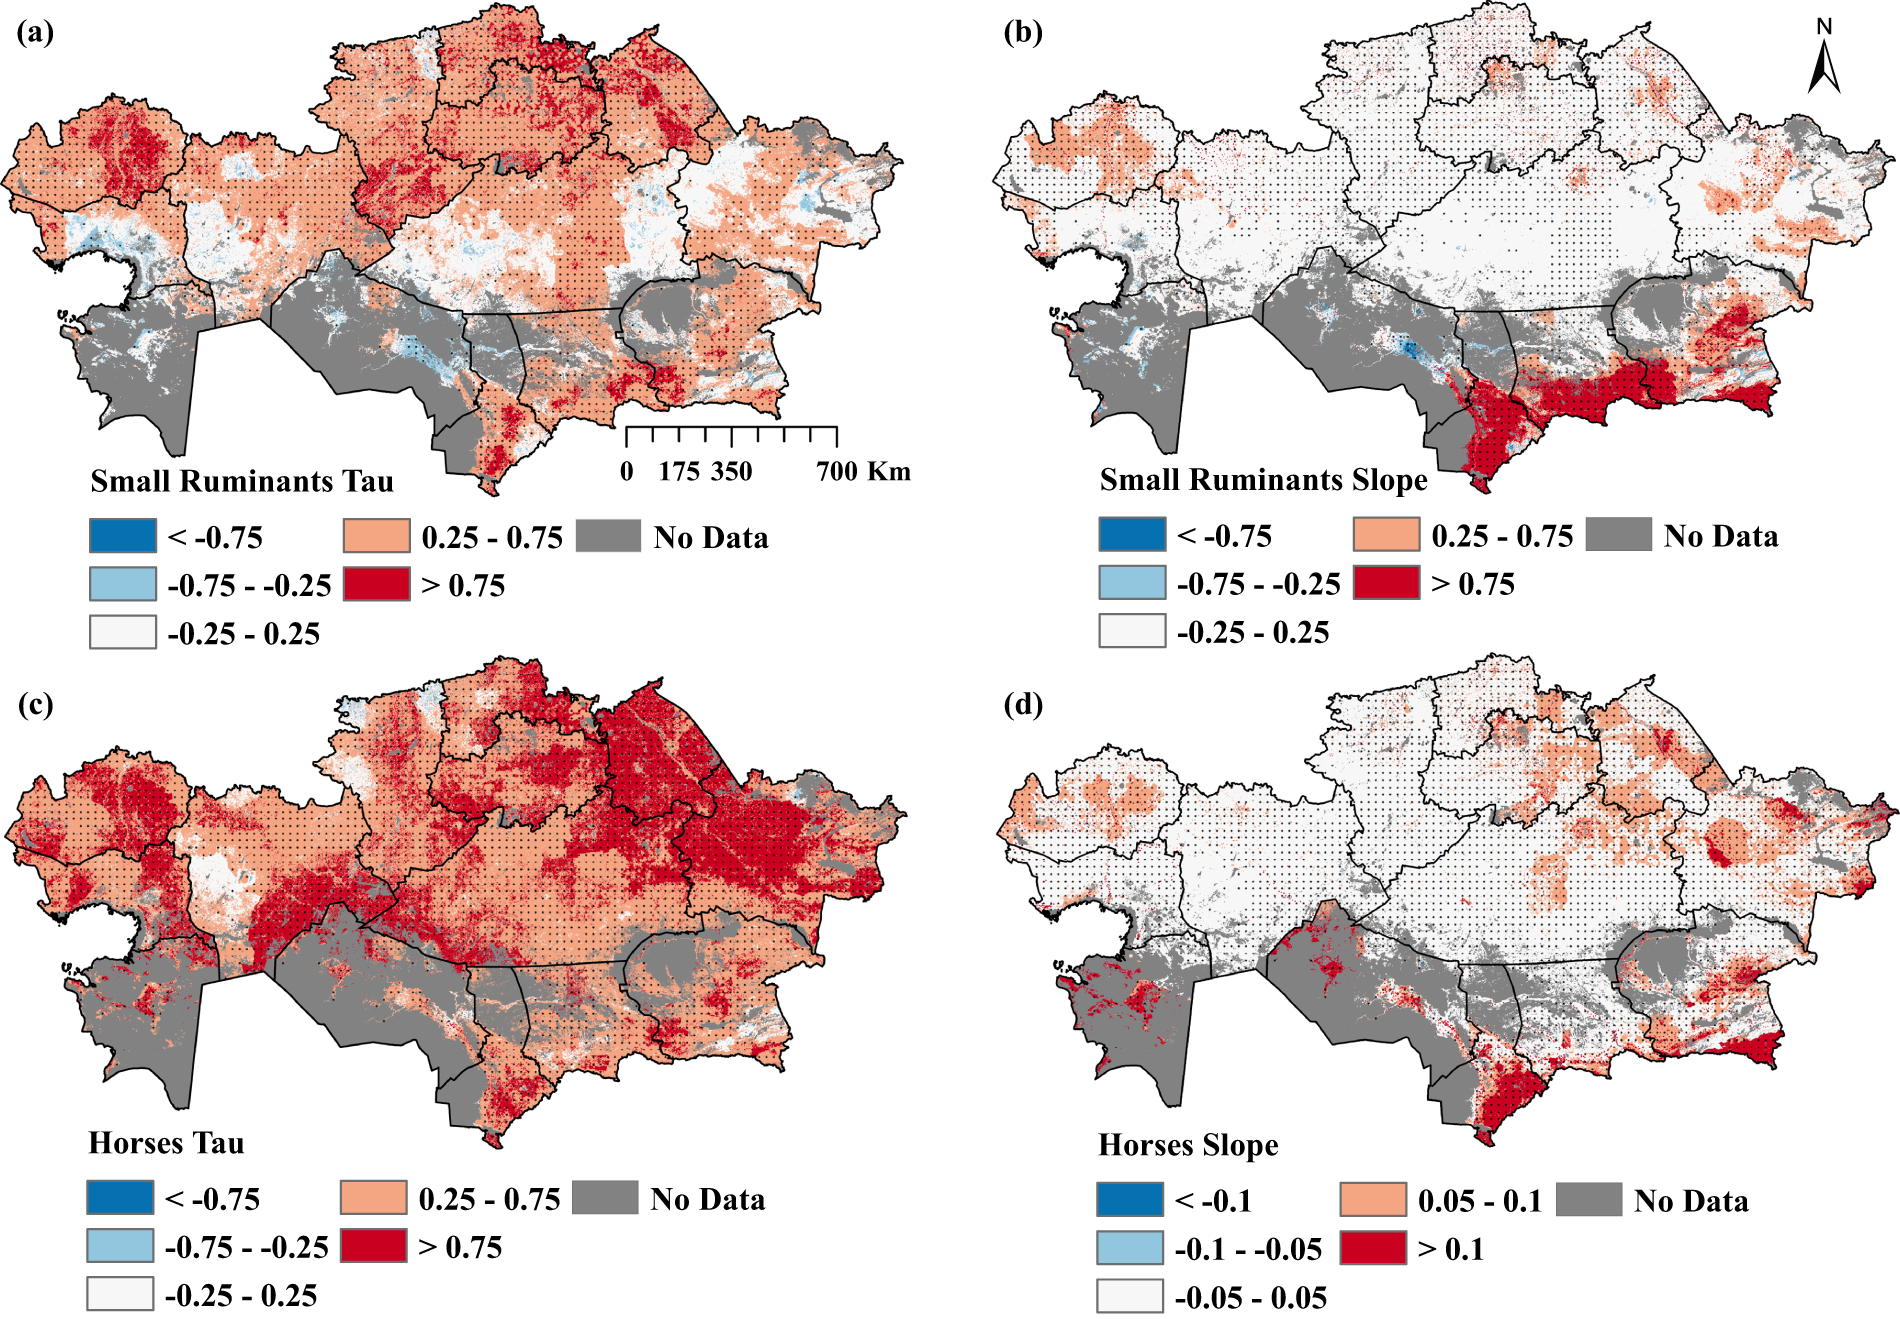 (a)
0 175 350 700 Km
Small Ruminants Tau
< -0.75 0.25 - 0.75 No Data
-0.75 - -0.25 > 0.75
-0.25 - 0.25
(b)
N
Small Ruminants Slope
< -0.75 0.25 - 0.75 No Data
-0.75 - -0.25 > 0.75
-0.25 - 0.25
(c)
Horses Tau
< -0.75 0.25 - 0.75 No Data
-0.75 - -0.25 > 0.75
-0.25 - 0.25
(d)
Horses Slope
< -0.1 0.05 - 0.1 No Data
-0.1 - -0.05 > 0.1
-0.05 - 0.05